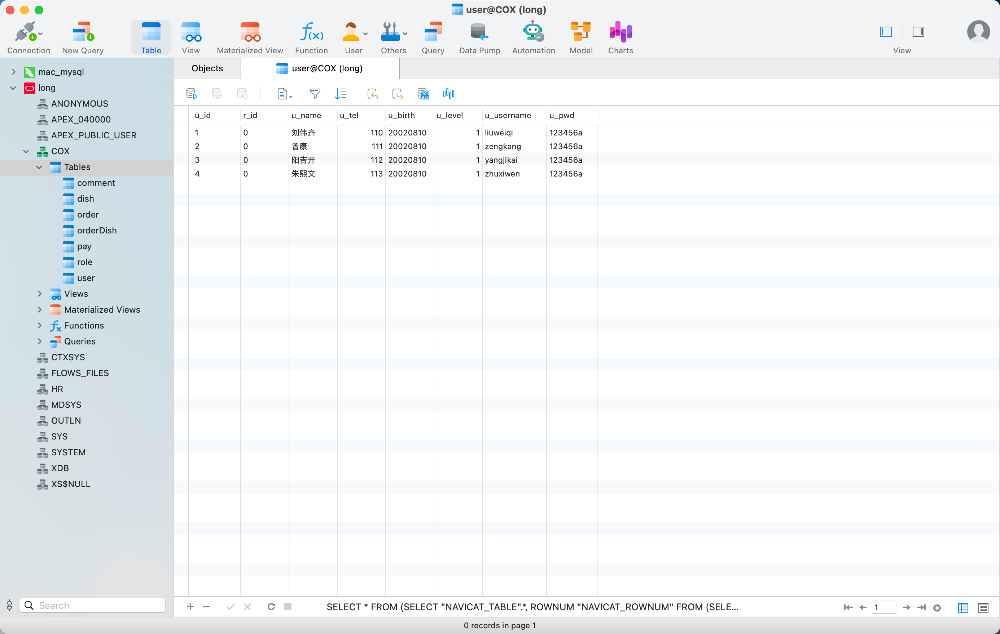 user@COX (long)
Connection New Query Table View Materialized View Function User Others Query Data Pump Automation Model Charts View
Objects user@COX (long)
mac_mysql
long
ANONYMOUS
APEX_040000
APEX_PUBLIC_USER
COX
Tables
comment
dish
order
orderDish
pay
role
user
Views
Materialized Views
Functions
Queries
CTXSYS
FLOWS_FILES
HR
MDSYS
OUTLN
SYS
SYSTEM
XDB
XS$NULL
Search
u_id r_id u_name u_tel u_birth u_level u_username u_pwd
1 0 刘伟齐 110 20020810 1 liuweiqi 123456a
2 0 曾康 111 20020810 1 zengkang 123456a
3 0 阳吉开 112 20020810 1 yangjikai 123456a
4 0 朱熙文 113 20020810 1 zhuxiwen 123456a
SELECT * FROM (SELECT "NAVICAT_TABLE".*, ROWNUM "NAVICAT_ROWNUM" FROM (SELE...
1
0 records in page 1